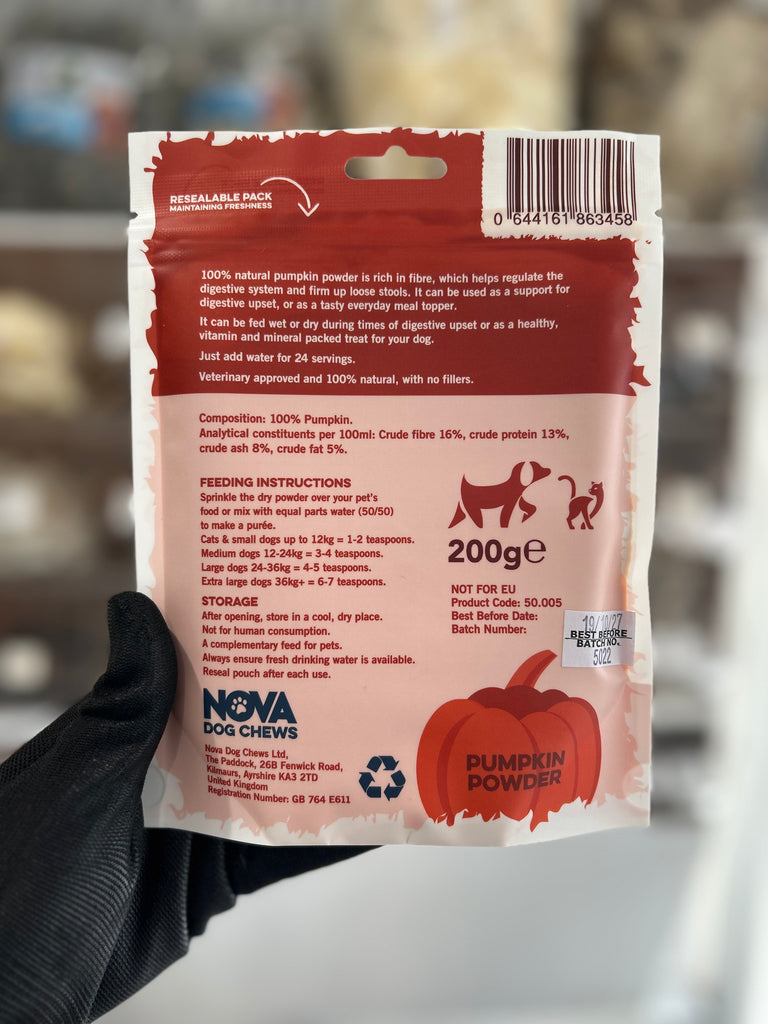 RESEALABLE PACK
MAINTAINING FRESHNESS
0 644161 863458
100% natural pumpkin powder is rich in fibre, which helps regulate the
digestive system and firm up loose stools. It can be used as a support for
digestive upset, or as a tasty everyday meal topper.
It can be fed wet or dry during times of digestive upset or as a healthy,
vitamin and mineral packed treat for your dog.
Just add water for 24 servings.
Veterinary approved and 100% natural, with no fillers.
Composition: 100% Pumpkin.
Analytical constituents per 100ml: Crude fibre 16%, crude protein 13%,
crude ash 8%, crude fat 5%.
FEEDING INSTRUCTIONS
Sprinkle the dry powder over your pet's
food or mix with equal parts water (50/50)
to make a purée.
Cats & small dogs up to 12kg = 1-2 teaspoons.
Medium dogs 12-24kg = 3-4 teaspoons.
Large dogs 24-36kg = 4-5 teaspoons.
Extra large dogs 36kg+ = 6-7 teaspoons.
STORAGE
After opening, store in a cool, dry place.
Not for human consumption.
A complementary feed for pets.
Always ensure fresh drinking water is available.
Reseal pouch after each use.
200g℮
NOT FOR EU
Product Code: 50.005
Best Before Date:
Batch Number:
19/10/27
BEST BEFORE
BATCH NO.
5022
NOVA
DOG CHEWS
Nova Dog Chews Ltd,
The Paddock, 26B Fenwick Road,
Kilmaurs, Ayrshire KA3 2TD
United Kingdom
Registration Number: GB 764 E611
PUMPKIN
POWDER